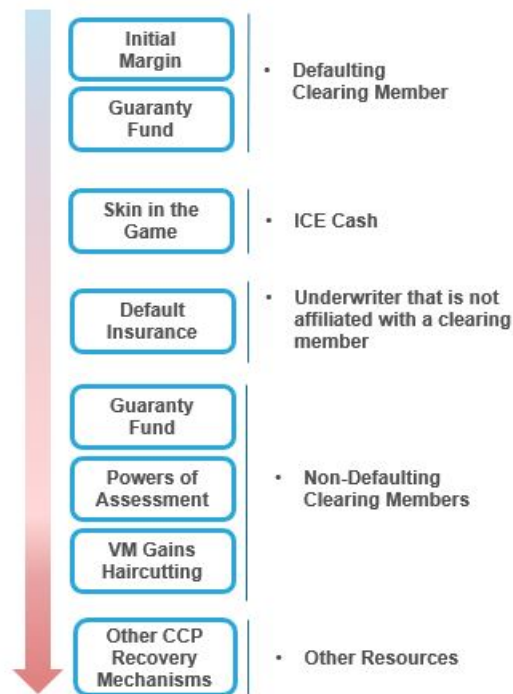 Initial
Margin
• Defaulting
Clearing Member
Guaranty
Fund
Skin in the
Game
• ICE Cash
Default
Insurance
• Underwriter that is not
affiliated with a clearing
member
Guaranty
Fund
Powers of
Assessment
• Non-Defaulting
Clearing Members
VM Gains
Haircutting
Other CCP
Recovery
Mechanisms
• Other Resources